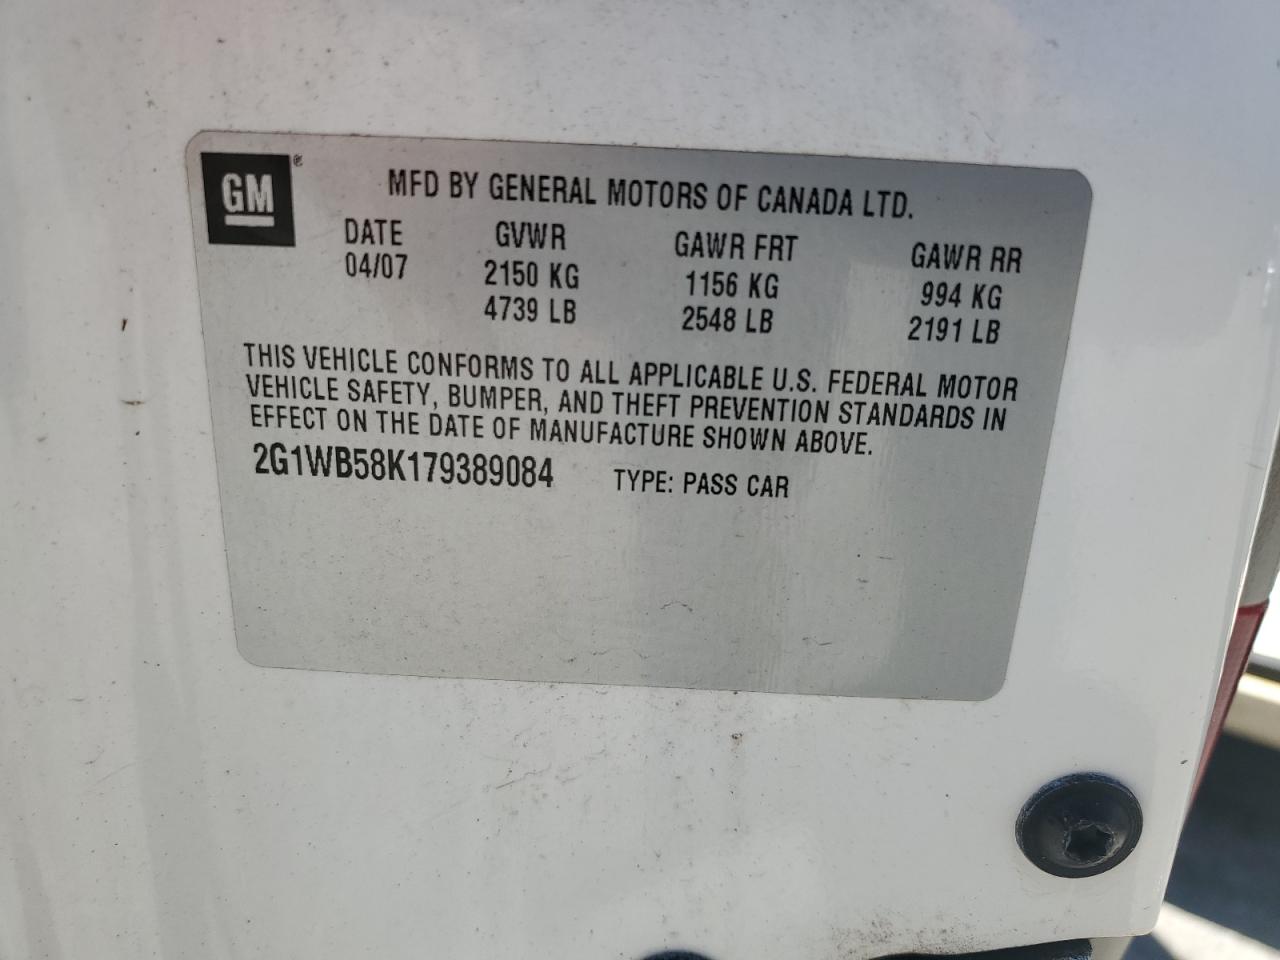 GM ®
MFD BY GENERAL MOTORS OF CANADA LTD.
DATE GVWR GAWR FRT GAWR RR
04/07 2150 KG 1156 KG 994 KG
4739 LB 2548 LB 2191 LB
THIS VEHICLE CONFORMS TO ALL APPLICABLE U.S. FEDERAL MOTOR
VEHICLE SAFETY, BUMPER, AND THEFT PREVENTION STANDARDS IN
EFFECT ON THE DATE OF MANUFACTURE SHOWN ABOVE.
2G1WB58K179389084 TYPE: PASS CAR